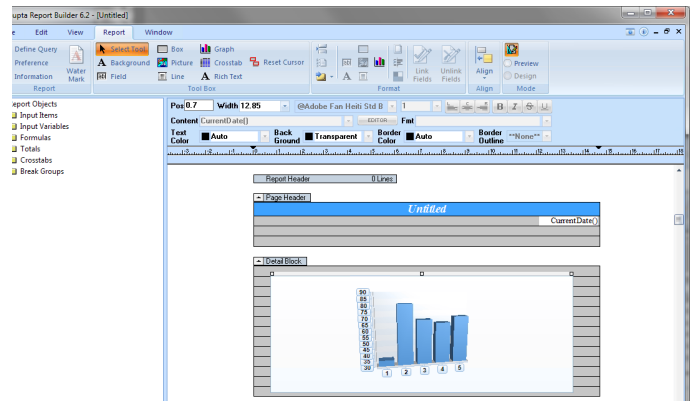 upta Report Builder 6.2 - [Untitled]
e Edit View Report Window
Define Query
Preference
Information
Water Mark
Report
Select Tool
Background
Field
Box
Picture
Line
Graph
Crosstab
Rich Text
Reset Cursor
Tool Box
Link Fields
Unlink Fields
Format
Align
Align
Preview
Design
Mode
eport Objects
Input Items
Input Variables
Formulas
Totals
Crosstabs
Break Groups
Pos 0.7 Width 12.85 @Adobe Fan Heiti Std B 1 B I S U
Content CurrentDate() EDITOR Fmt
Text Color Auto Back Ground Transparent Border Color Auto Border Outline **None**
Report Header 0 Lines
Page Header
Untitled
CurrentDate()
Detail Block
90
85
80
75
70
65
60
55
50
45
40
35
30
1 2 3 4 5